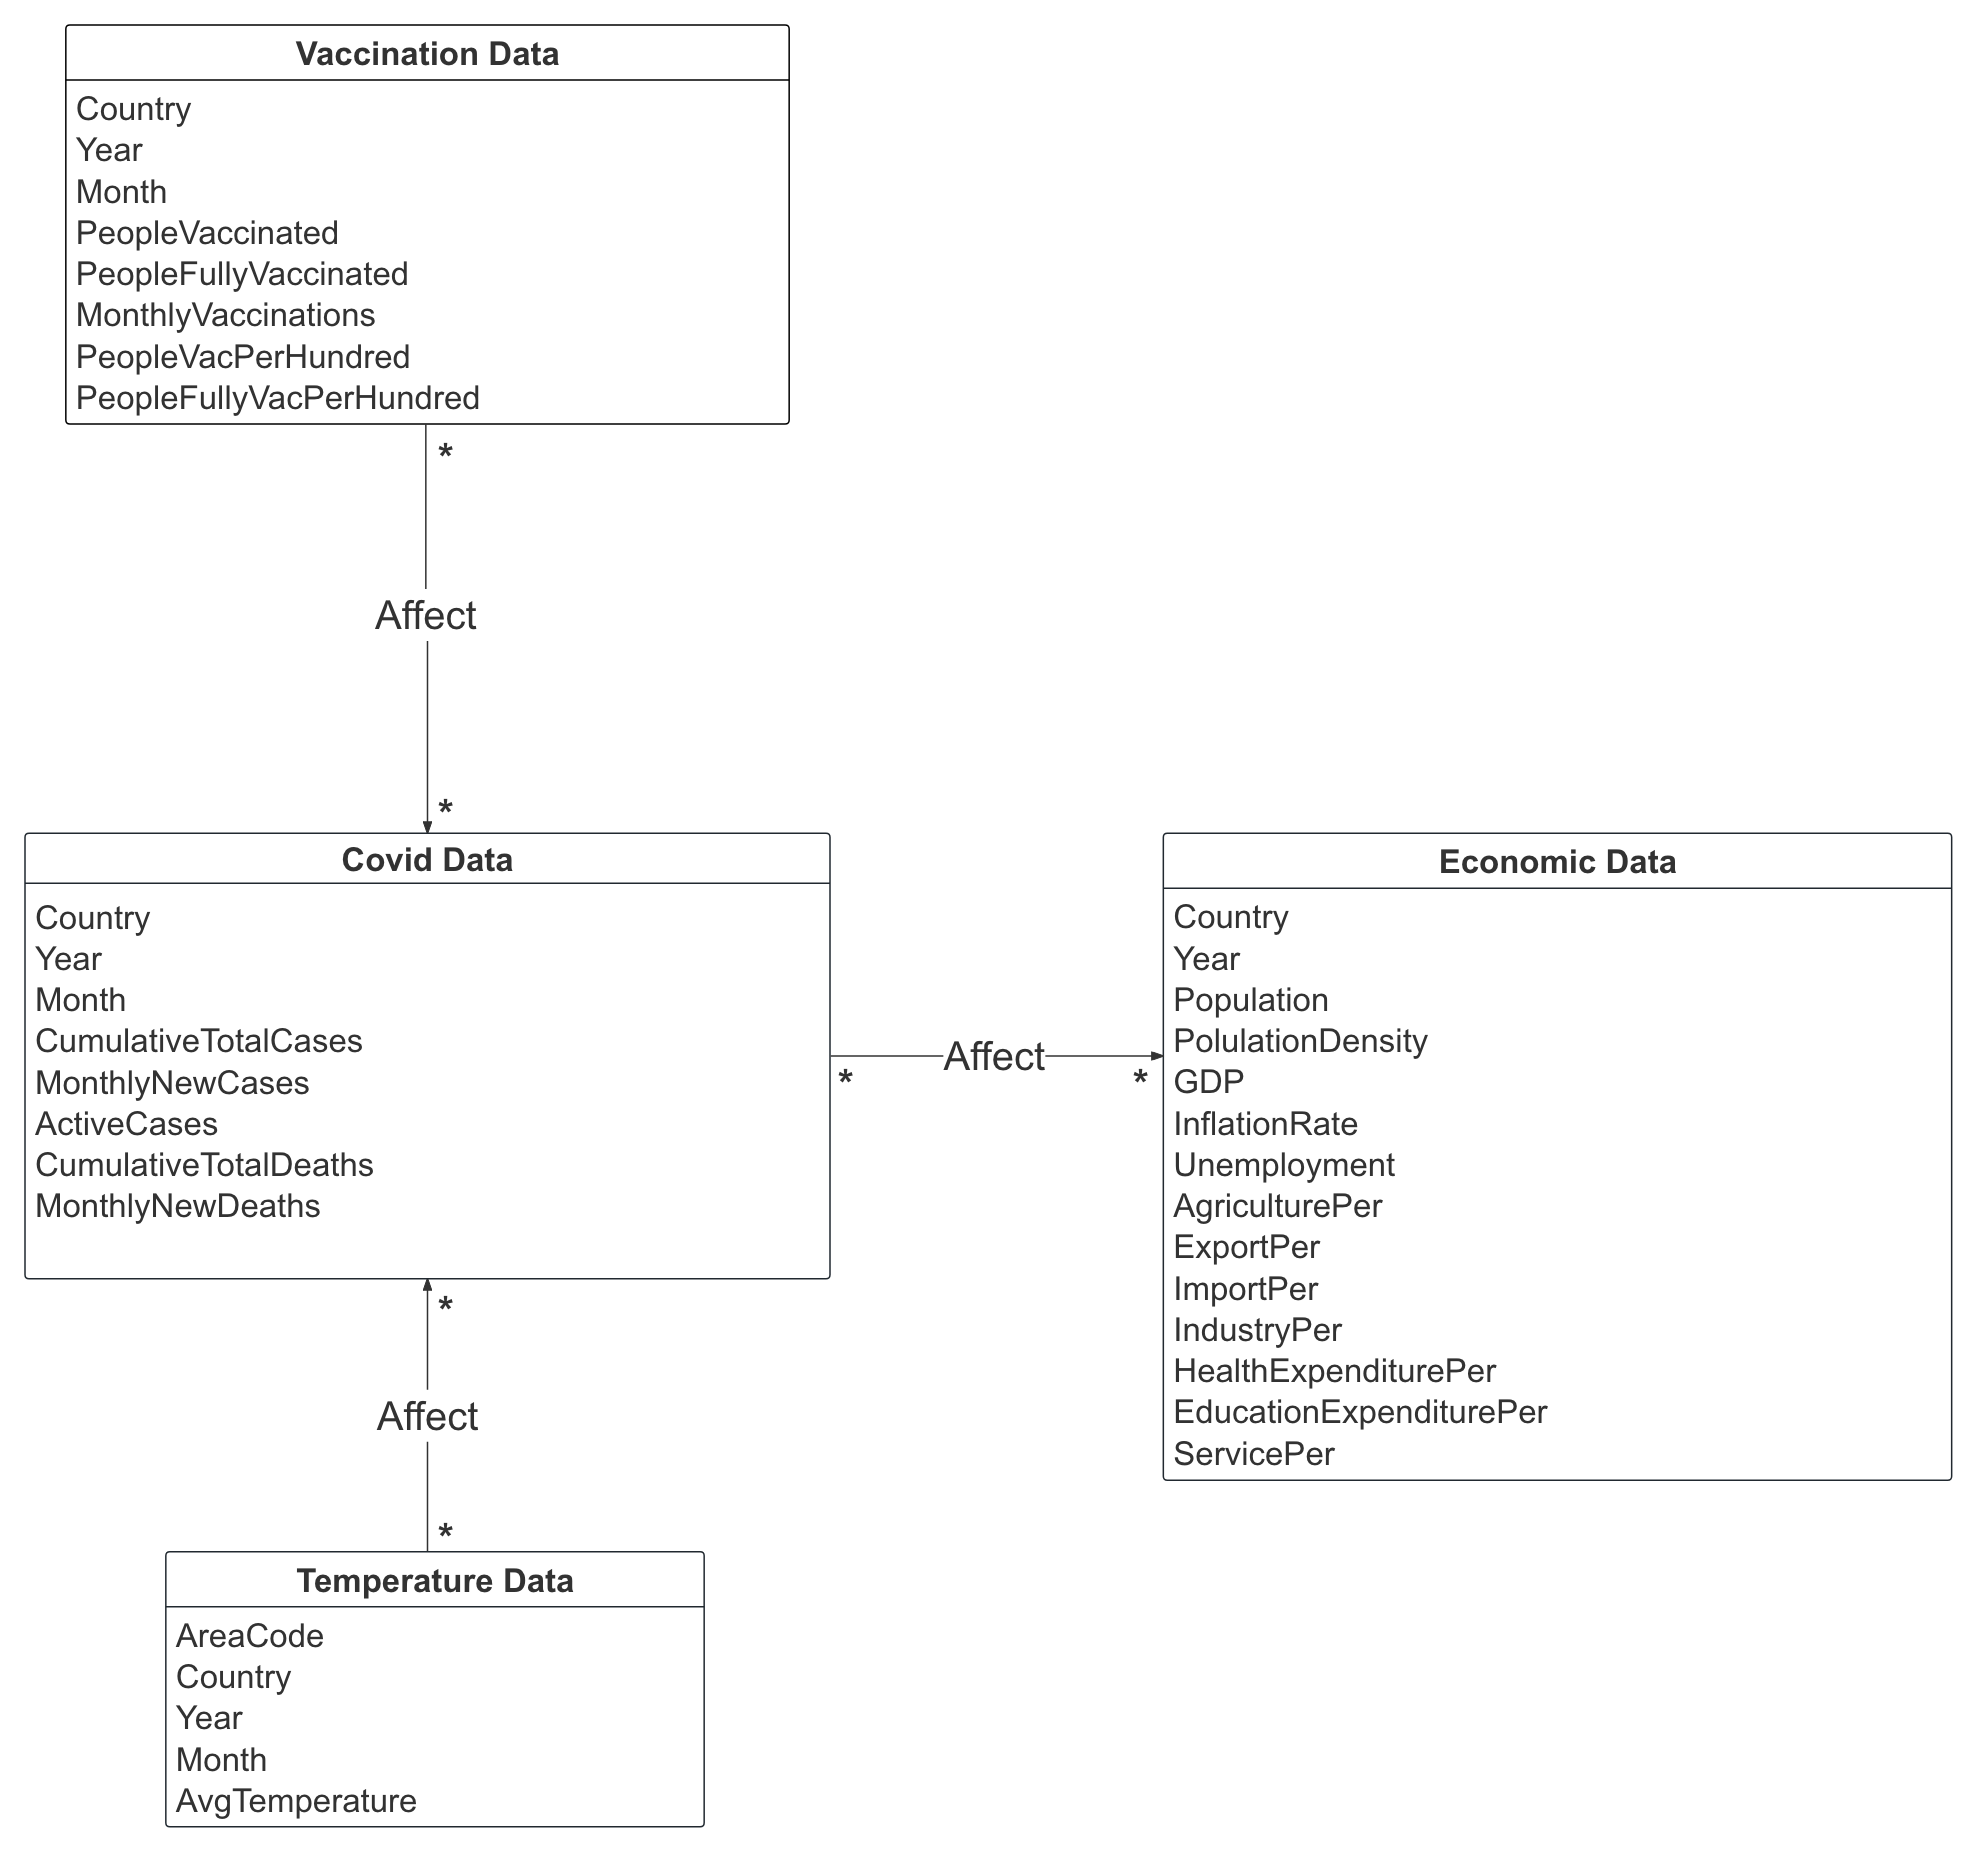 Vaccination Data
Country
Year
Month
PeopleVaccinated
PeopleFullyVaccinated
MonthlyVaccinations
PeopleVacPerHundred
PeopleFullyVacPerHundred
*
Affect
*
Covid Data
Country
Year
Month
CumulativeTotalCases
MonthlyNewCases
ActiveCases
CumulativeTotalDeaths
MonthlyNewDeaths
*
Affect
*
Economic Data
Country
Year
Population
PolulationDensity
GDP
InflationRate
Unemployment
AgriculturePer
ExportPer
ImportPer
IndustryPer
HealthExpenditurePer
EducationExpenditurePer
ServicePer
*
Affect
*
Temperature Data
AreaCode
Country
Year
Month
AvgTemperature